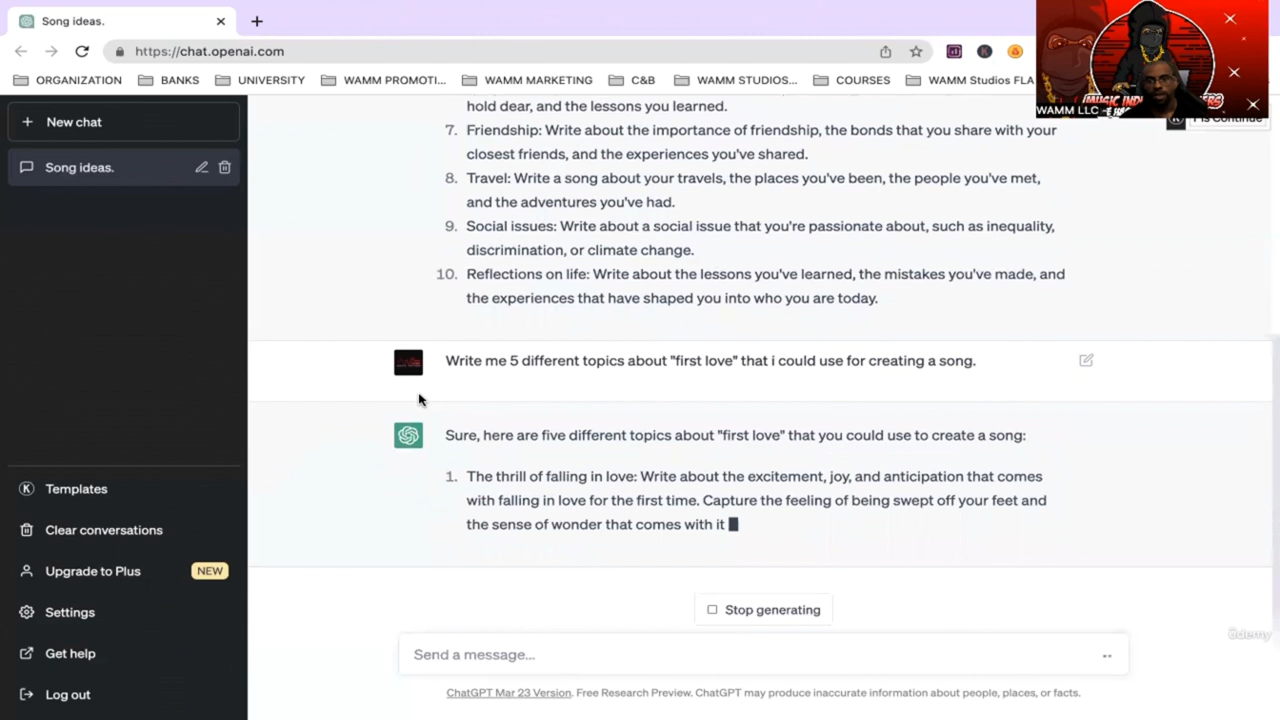 Song ideas.
https://chat.openai.com
ORGANIZATION
BANKS
UNIVERSITY
WAMM PROMOTI...
WAMM MARKETING
C&B
WAMM STUDIOS...
COURSES
WAMM Studios FLA
WAMM LLC
New chat
Song ideas.
hold dear, and the lessons you learned.
7. Friendship: Write about the importance of friendship, the bonds that you share with your
closest friends, and the experiences you've shared.
8. Travel: Write a song about your travels, the places you've been, the people you've met,
and the adventures you've had.
9. Social issues: Write about a social issue that you're passionate about, such as inequality,
discrimination, or climate change.
10. Reflections on life: Write about the lessons you've learned, the mistakes you've made, and
the experiences that have shaped you into who you are today.
Write me 5 different topics about "first love" that i could use for creating a song.
Sure, here are five different topics about "first love" that you could use to create a song:
1. The thrill of falling in love: Write about the excitement, joy, and anticipation that comes
with falling in love for the first time. Capture the feeling of being swept off your feet and
the sense of wonder that comes with it
Templates
Clear conversations
Upgrade to Plus
NEW
Settings
Get help
Log out
Stop generating
Send a message...
ChatGPT Mar 23 Version. Free Research Preview. ChatGPT may produce inaccurate information about people, places, or facts.
ûdemy